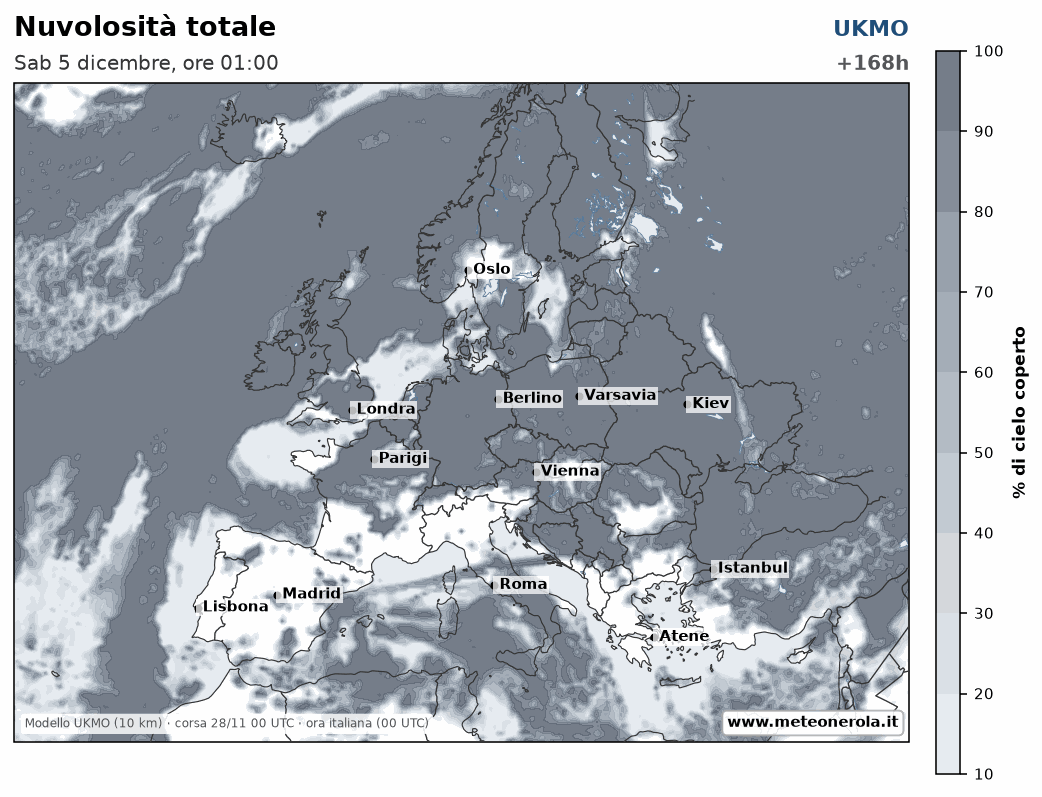 Nuvolosità totale
UKMO
Sab 5 dicembre, ore 01:00
+168h
Oslo
Londra
Berlino
Varsavia
Kiev
Parigi
Vienna
Istanbul
Roma
Madrid
Lisbona
Atene
Modello UKMO (10 km) · corsa 28/11 00 UTC · ora italiana (00 UTC)
www.meteonerola.it
100
90
80
70
60
50
40
30
20
10
% di cielo coperto